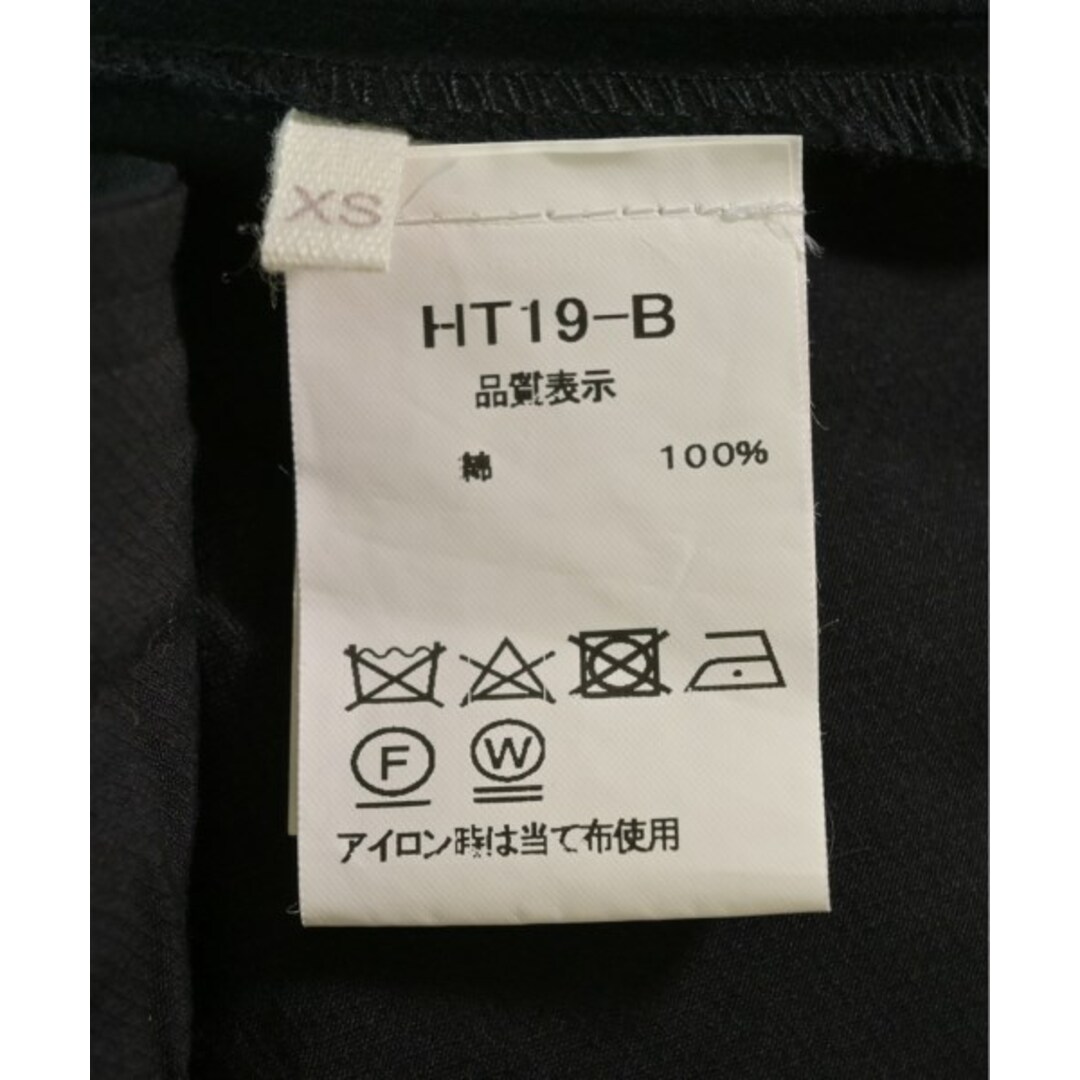 XS
HT19-B
品質表示
綿 100%
F W
アイロン時は当て布使用